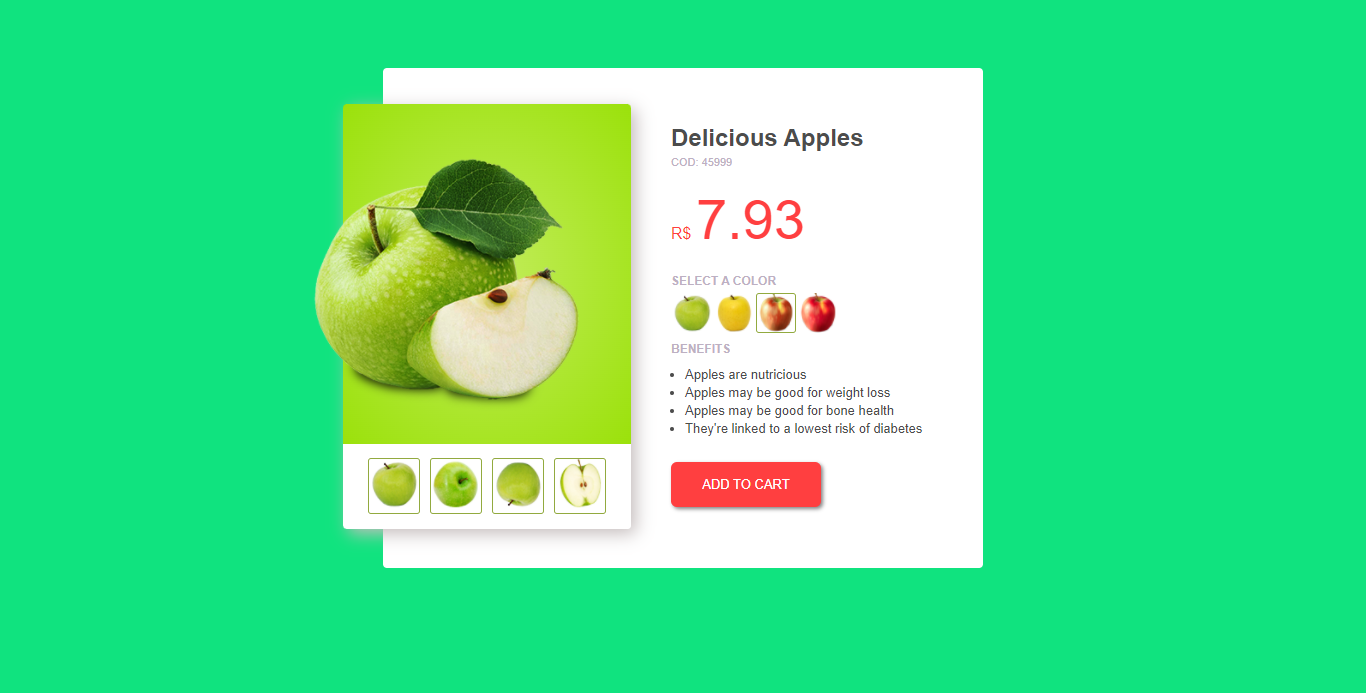 Delicious Apples
COD: 45999
R$ 7.93
SELECT A COLOR
BENEFITS
Apples are nutricious
Apples may be good for weight loss
Apples may be good for bone health
They're linked to a lowest risk of diabetes
ADD TO CART